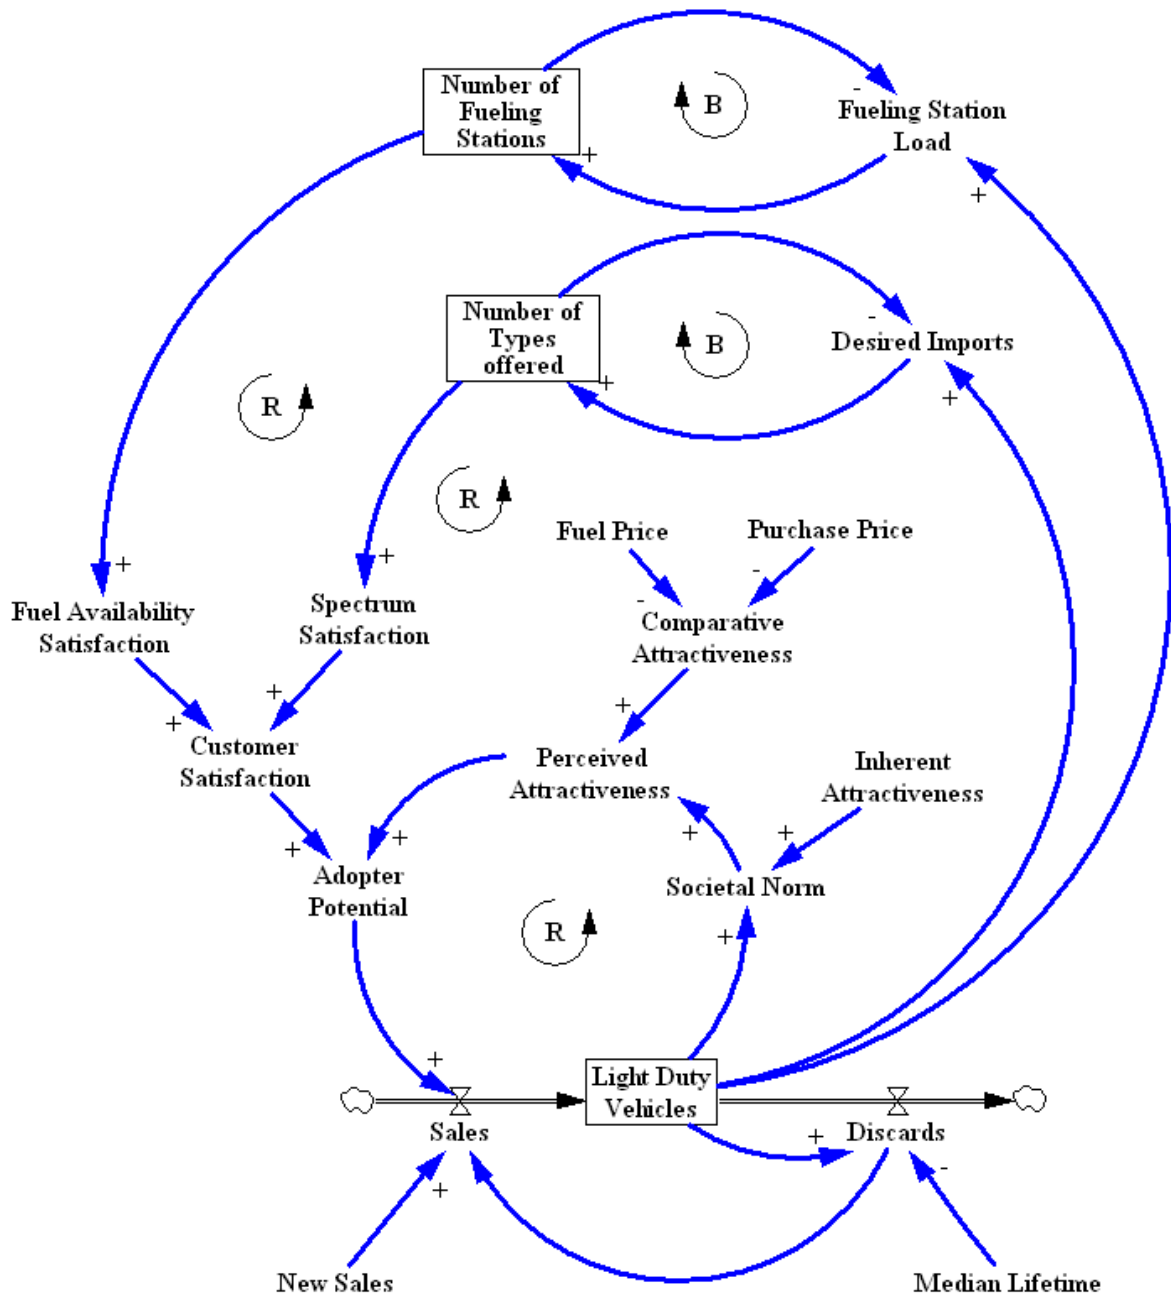 Number of
Fueling
Stations
B
-
Fueling Station
Load
+
+
Number of
Types
offered
B
-
Desired Imports
+
+
R
R
Fuel Price
Purchase Price
+
+
-
-
Fuel Availability
Satisfaction
Spectrum
Satisfaction
Comparative
Attractiveness
+
+
+
Customer
Satisfaction
Perceived
Attractiveness
Inherent
Attractiveness
+
+
+
+
Adopter
Potential
Societal Norm
R
+
+
Light Duty
Vehicles
Sales
+
Discards
+
-
New Sales
Median Lifetime